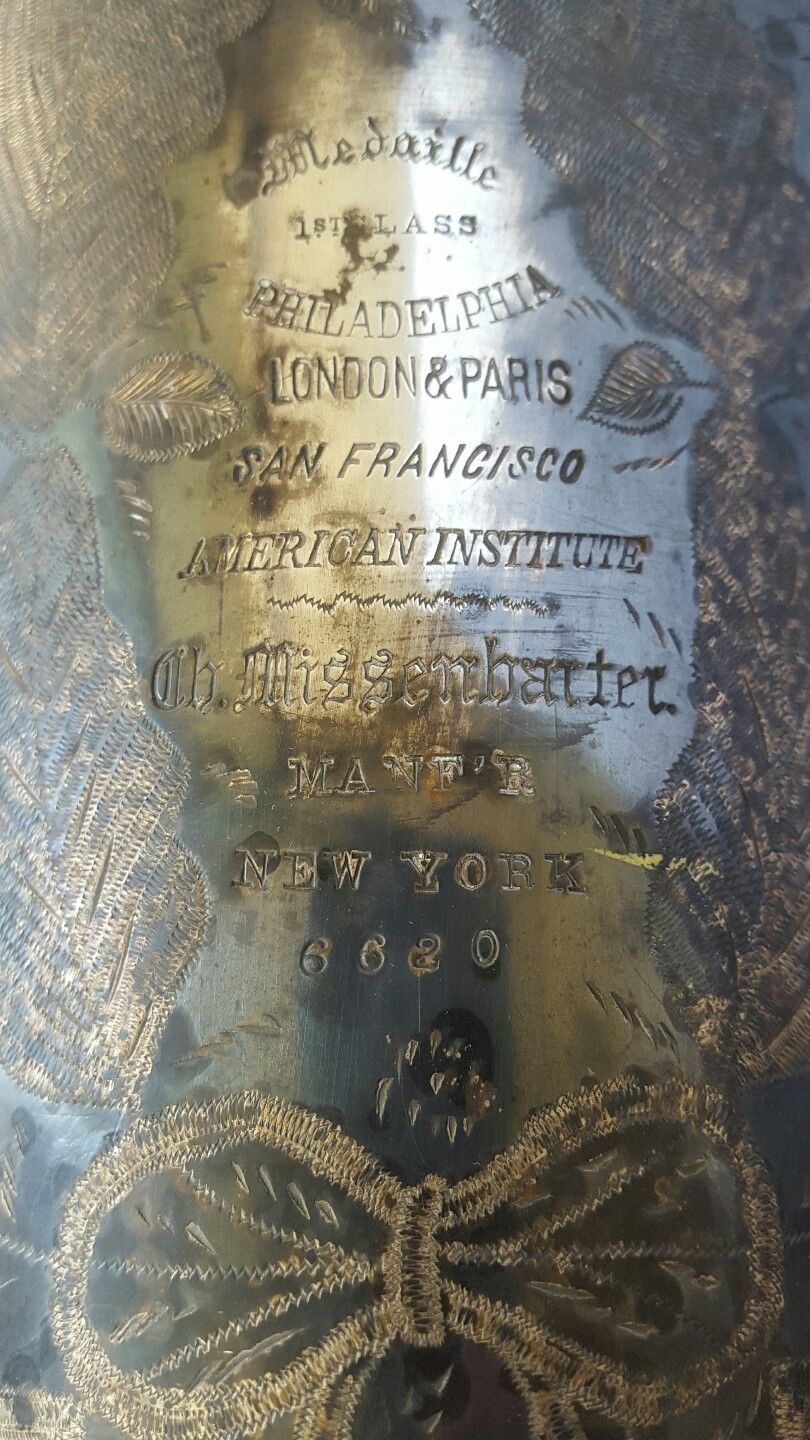 Medaille
1ST CLASS
PHILADELPHIA
LONDON & PARIS
SAN FRANCISCO
AMERICAN INSTITUTE
Ch. Missenharter.
MANF'R
NEW YORK
6620